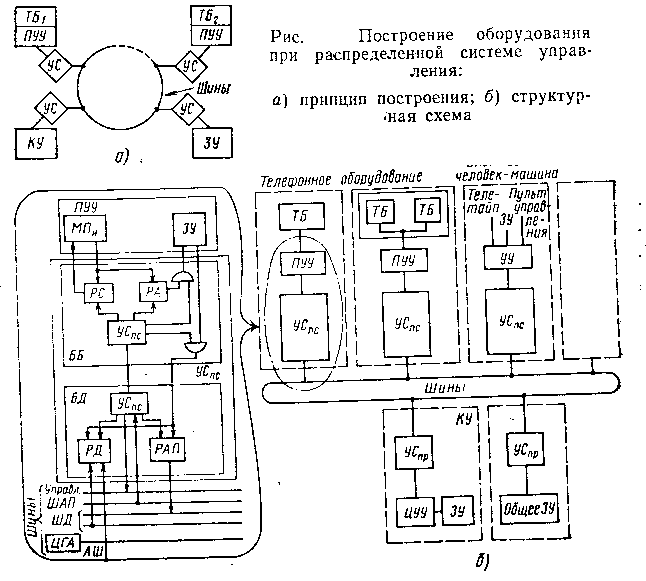 ТБ₁
ПУУ
ТБ₂
ПУУ
УС
УС
Шины
УС
УС
КУ
ЗУ
а)
Рис. Построение оборудования
при распределенной системе управ-
ления:
а) принцип построения; б) структур-
ная схема
Телефонное оборудование
человек-машина
ПУУ
МПи
ЗУ
РС
РА
УСпс
ББ
УСпс
БД
УСпс
РД
РАП
Шины
Управл.
ШАП
ШД
ЦГА
АШ
ТБ
ПУУ
УСпс
ТБ
ТБ
ПУУ
УСпс
Теле-
тайп
ЗУ
Пульт
управ-
ле-
ния
УУ
УСпс
Шины
КУ
УСпр
ЦУУ
ЗУ
УСпр
Общее ЗУ
б)